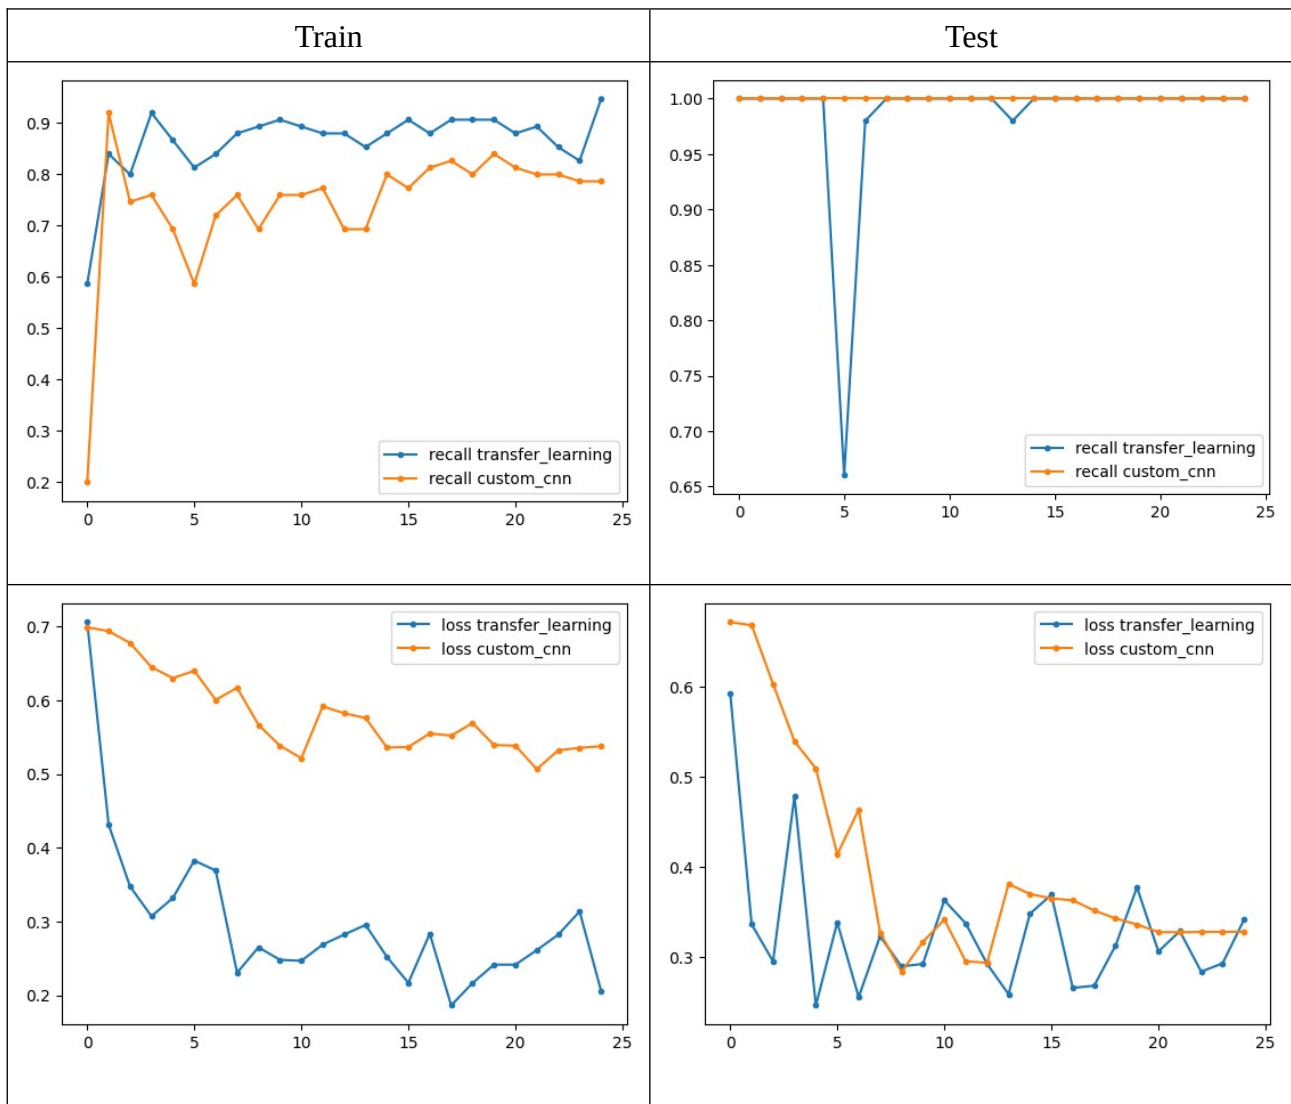 Train
Test
0.9
0.8
0.7
0.6
0.5
0.4
0.3
0.2
0 5 10 15 20 25
recall transfer_learning
recall custom_cnn
1.00
0.95
0.90
0.85
0.80
0.75
0.70
0.65
0 5 10 15 20 25
recall transfer_learning
recall custom_cnn
0.7
0.6
0.5
0.4
0.3
0.2
0 5 10 15 20 25
loss transfer_learning
loss custom_cnn
0.6
0.5
0.4
0.3
0 5 10 15 20 25
loss transfer_learning
loss custom_cnn